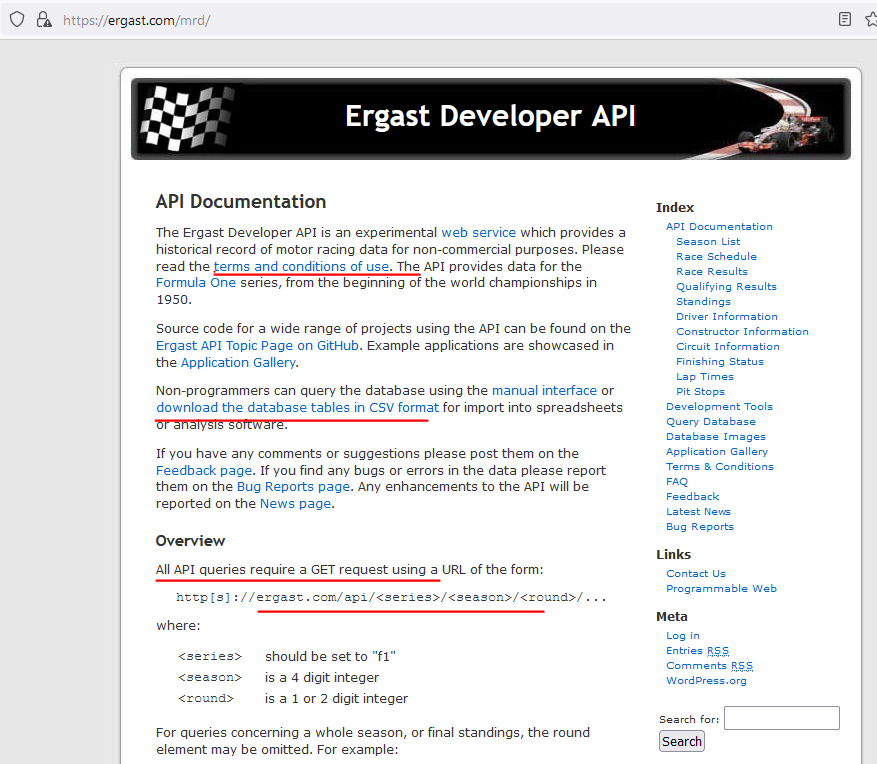 https://ergast.com/mrd/
Ergast Developer API
API Documentation
The Ergast Developer API is an experimental web service which provides a
historical record of motor racing data for non-commercial purposes. Please
read the terms and conditions of use. The API provides data for the
Formula One series, from the beginning of the world championships in
1950.
Source code for a wide range of projects using the API can be found on the
Ergast API Topic Page on GitHub. Example applications are showcased in
the Application Gallery.
Non-programmers can query the database using the manual interface or
download the database tables in CSV format for import into spreadsheets
or analysis software.
If you have any comments or suggestions please post them on the
Feedback page. If you find any bugs or errors in the data please report
them on the Bug Reports page. Any enhancements to the API will be
reported on the News page.
Overview
All API queries require a GET request using a URL of the form:
http[s]://ergast.com/api/<series>/<season>/<round>/...
where:
<series> should be set to "f1"
<season> is a 4 digit integer
<round> is a 1 or 2 digit integer
For queries concerning a whole season, or final standings, the round
element may be omitted. For example:
Index
API Documentation
Season List
Race Schedule
Race Results
Qualifying Results
Standings
Driver Information
Constructor Information
Circuit Information
Finishing Status
Lap Times
Pit Stops
Development Tools
Query Database
Database Images
Application Gallery
Terms & Conditions
FAQ
Feedback
Latest News
Bug Reports
Links
Contact Us
Programmable Web
Meta
Log in
Entries RSS
Comments RSS
WordPress.org
Search for:
Search